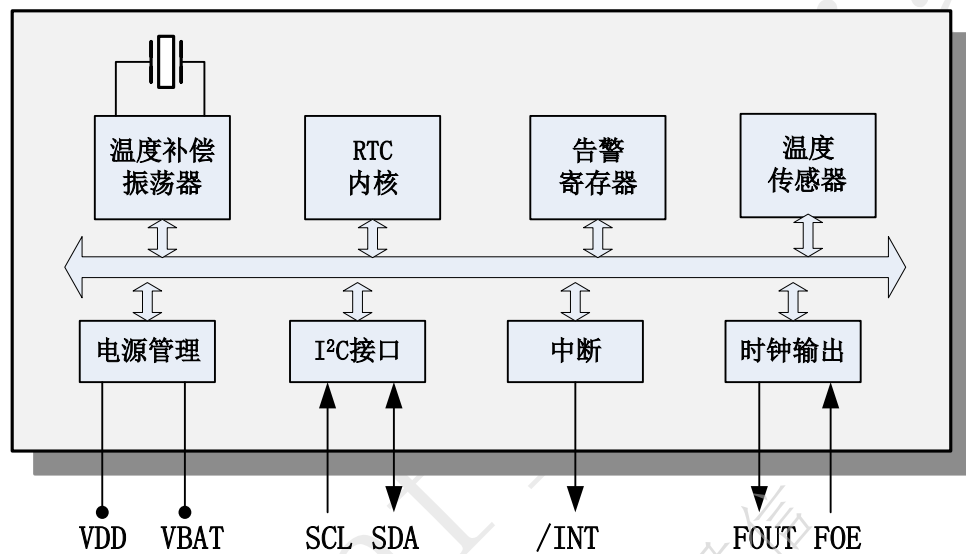 温度补偿
振荡器
RTC
内核
告警
寄存器
温度
传感器
电源管理
I²C接口
中断
时钟输出
VDD VBAT SCL SDA /INT FOUT FOE